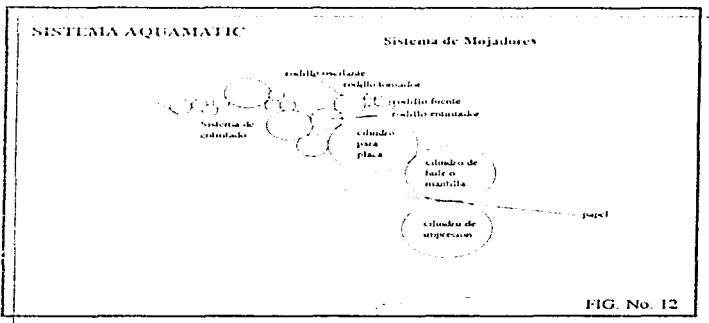 SISTEMA AQUAMATIC
Sistema de Mojadores
rodillo oscilante
rodillo tomador
rodillo fuente
rodillo entintador
Sistema de
entintado
cilindro
para
placa
cilindro de
hule o
mantilla
papel
cilindro de
impresion
FIG. No. 12